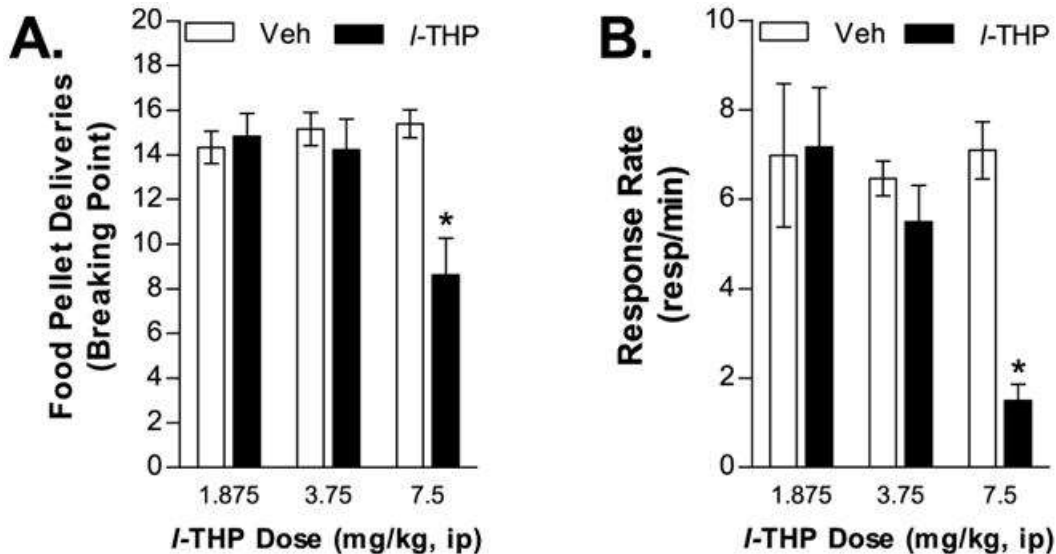 A.
Veh l-THP
Food Pellet Deliveries
(Breaking Point)
20
18
16
14
12
10
8
6
4
2
0
*
1.875 3.75 7.5
l-THP Dose (mg/kg, ip)
B.
Veh l-THP
Response Rate
(resp/min)
10
8
6
4
2
0
*
1.875 3.75 7.5
l-THP Dose (mg/kg, ip)